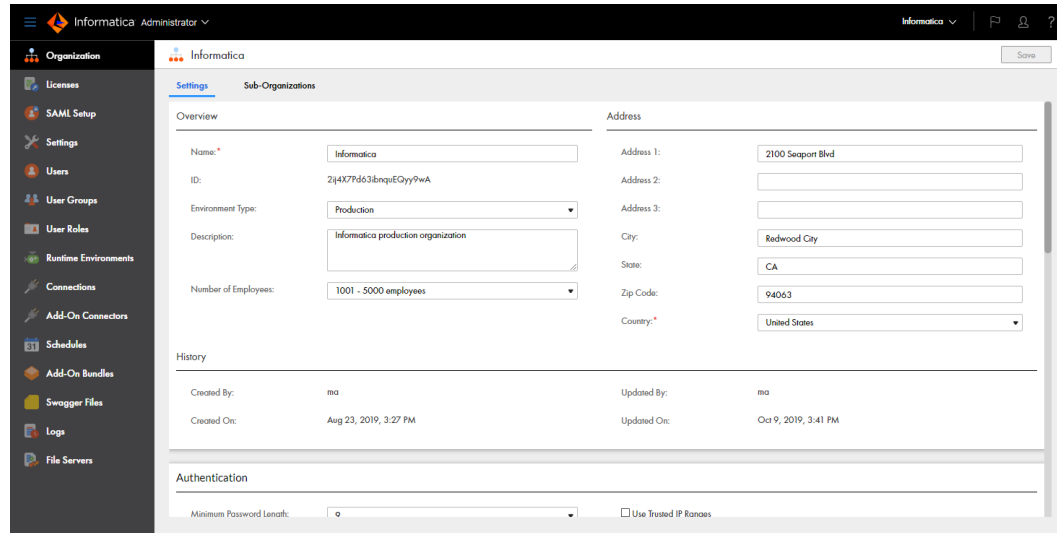 Informatica Administrator
Informatica
?
Organization
Licenses
SAML Setup
Settings
Users
User Groups
User Roles
Runtime Environments
Connections
Add-On Connectors
31 Schedules
Add-On Bundles
Swagger Files
Logs
File Servers
Informatica
Save
Settings Sub-Organizations
Overview
Name:* Informatica
ID: 2ij4X7Pd63ibnquEQyy9wA
Environment Type: Production
Description: Informatica production organization
Number of Employees: 1001 - 5000 employees
Address
Address 1: 2100 Seaport Blvd
Address 2:
Address 3:
City: Redwood City
State: CA
Zip Code: 94063
Country:* United States
History
Created By: ma Updated By: ma
Created On: Aug 23, 2019, 3:27 PM Updated On: Oct 9, 2019, 3:41 PM
Authentication
Minimum Password Length: Use Trusted IP Ranges